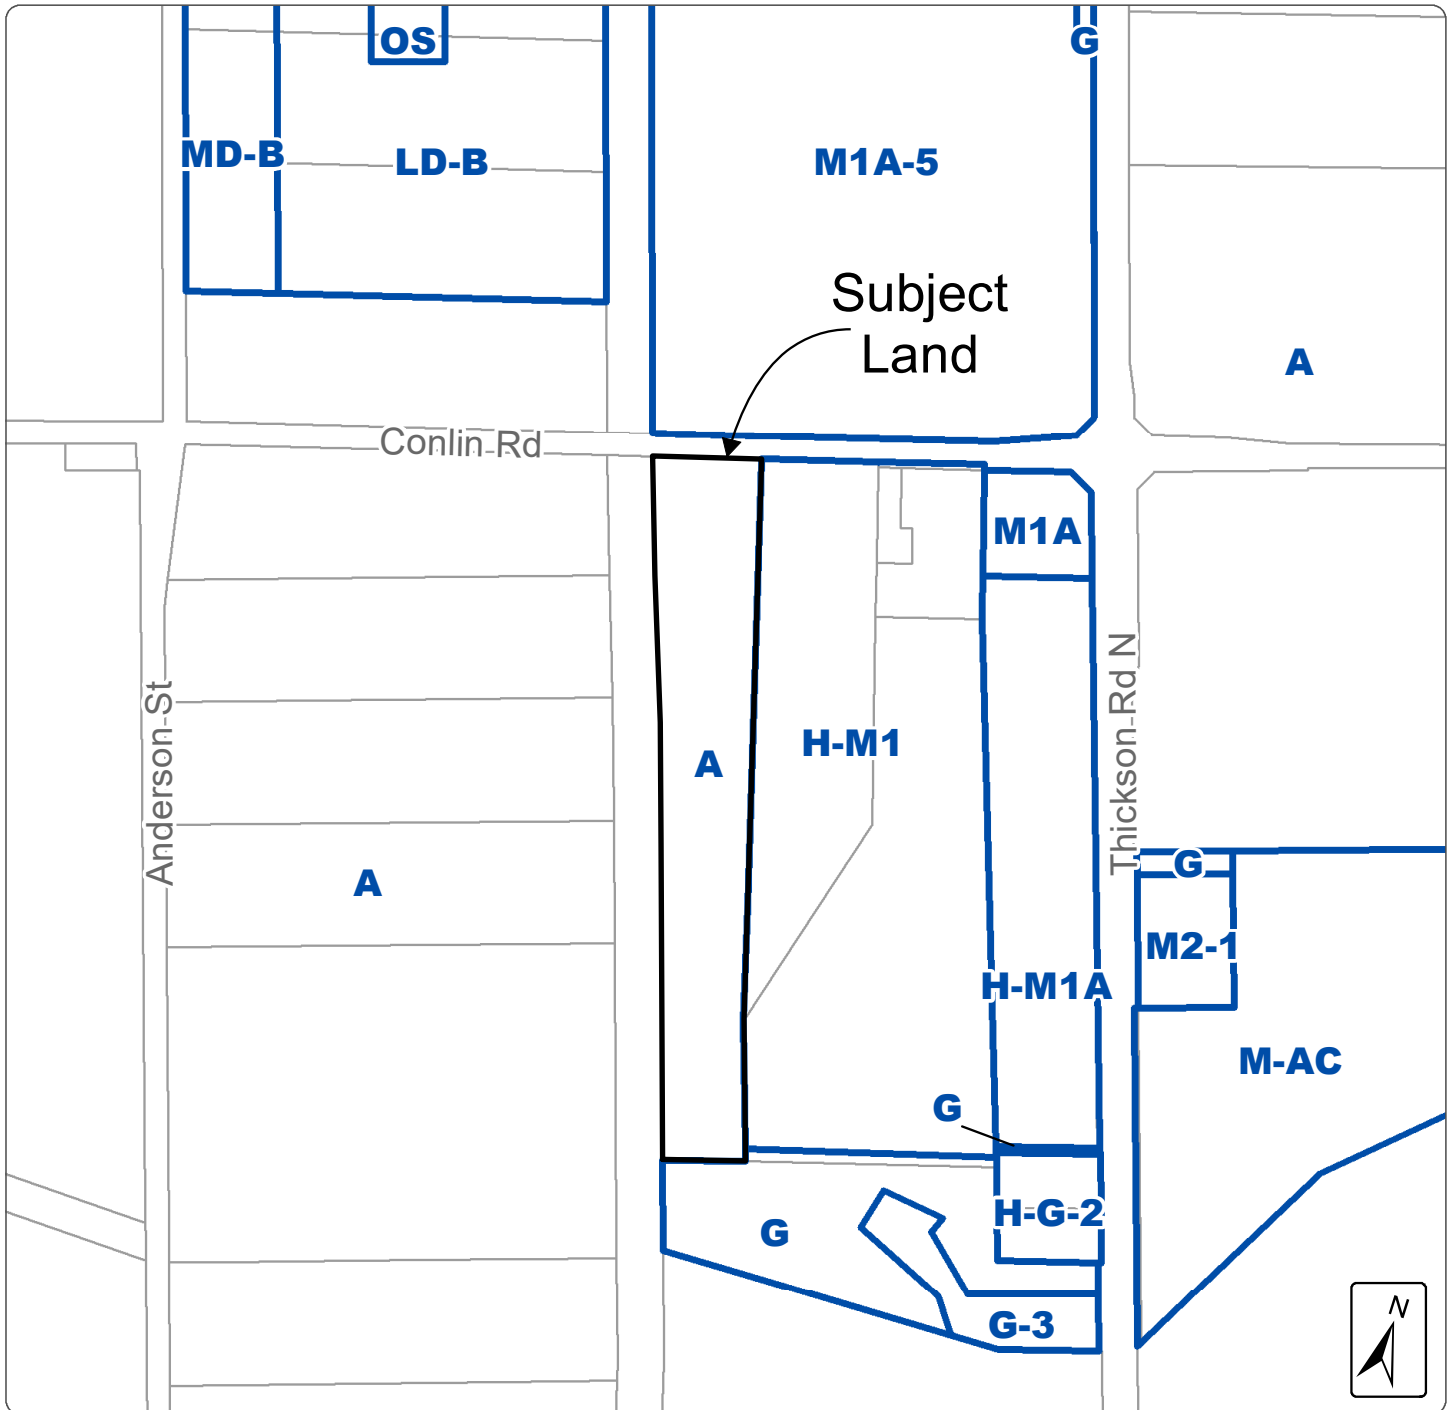 OS
G
MD-B
LD-B
M1A-5
Subject
Land
A
Conlin Rd
M1A
Thickson Rd N
Anderson St
H-M1
A
G
A
M2-1
H-M1A
M-AC
G
H-G-2
G
G-3
N